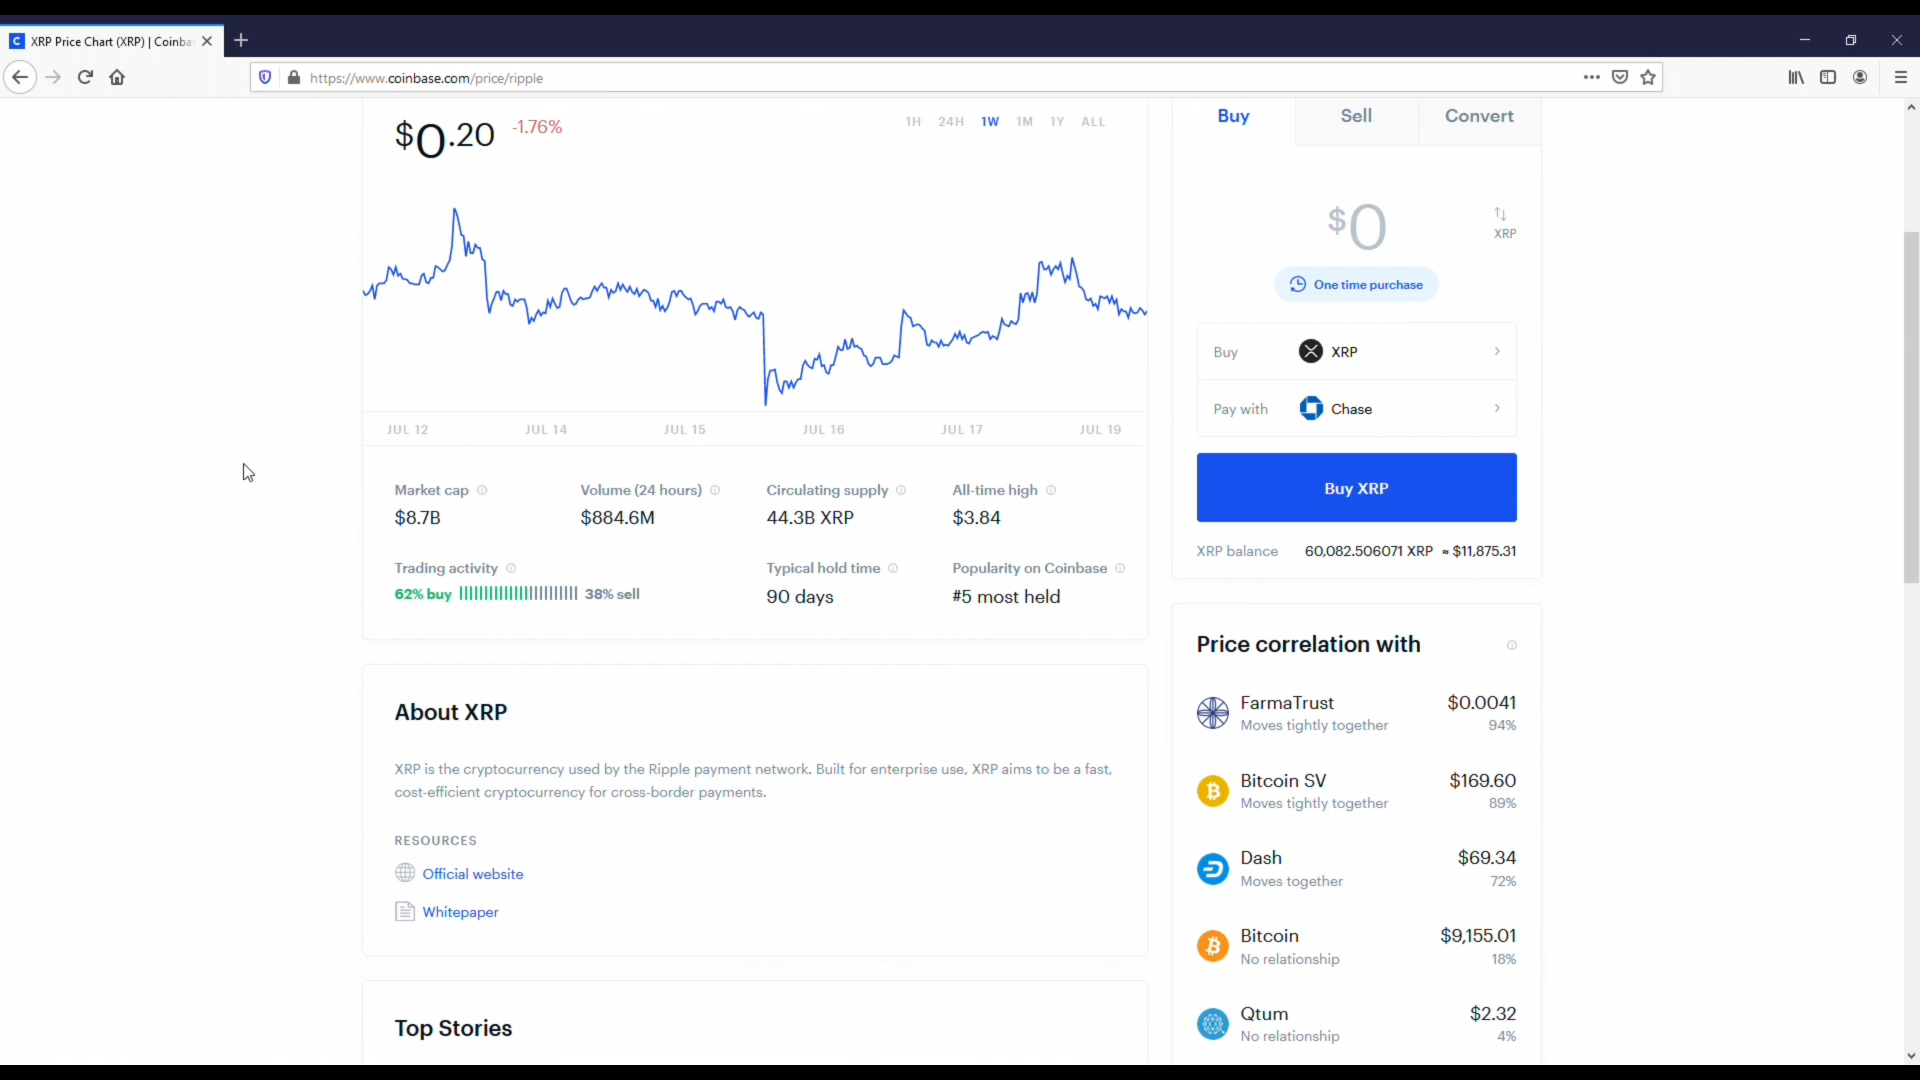 XRP Price Chart (XRP) | Coinba
https://www.coinbase.com/price/ripple
$0.20 -1.76%
1H 24H 1W 1M 1Y ALL
JUL 12 JUL 14 JUL 15 JUL 16 JUL 17 JUL 19
Market cap Volume (24 hours) Circulating supply All-time high
$8.7B $884.6M 44.3B XRP $3.84
Trading activity Typical hold time Popularity on Coinbase
62% buy 38% sell 90 days #5 most held
About XRP
XRP is the cryptocurrency used by the Ripple payment network. Built for enterprise use, XRP aims to be a fast,
cost-efficient cryptocurrency for cross-border payments.
RESOURCES
Official website
Whitepaper
Top Stories
Buy Sell Convert
$0
XRP
One time purchase
Buy XRP
Pay with Chase
Buy XRP
XRP balance 60,082.506071 XRP ≈ $11,875.31
Price correlation with
FarmaTrust $0.0041
Moves tightly together 94%
Bitcoin SV $169.60
Moves tightly together 89%
Dash $69.34
Moves together 72%
Bitcoin $9,155.01
No relationship 18%
Qtum $2.32
No relationship 4%